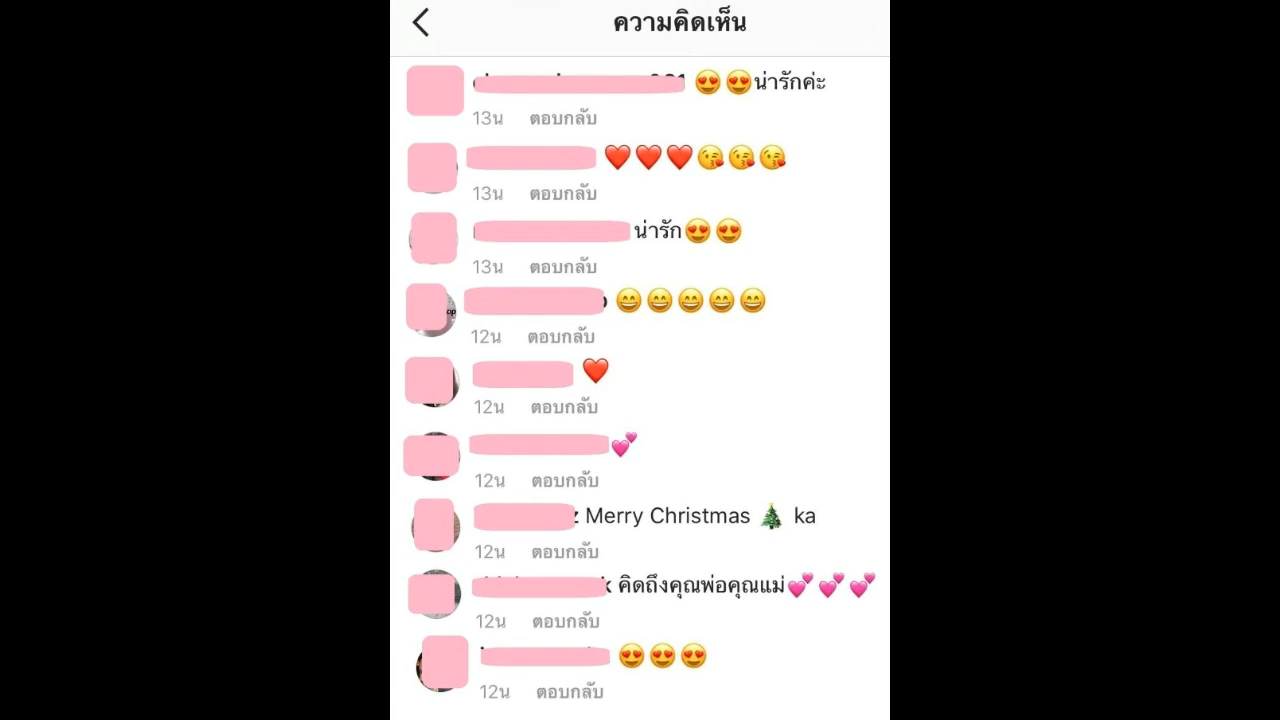 ความคิดเห็น
😍😍น่ารักค่ะ
13น ตอบกลับ
❤️❤️❤️😘😘😘
13น ตอบกลับ
น่ารัก😍😍
13น ตอบกลับ
😄😄😄😄😄
12น ตอบกลับ
❤️
12น ตอบกลับ
💕
12น ตอบกลับ
Merry Christmas 🎄 ka
12น ตอบกลับ
คิดถึงคุณพ่อคุณแม่💕💕💕
12น ตอบกลับ
😍😍😍
12น ตอบกลับ